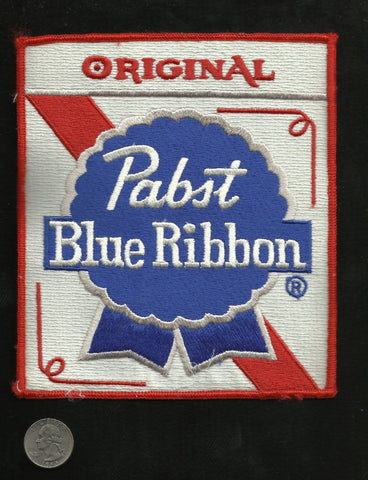 ORIGINAL
Pabst
Blue Ribbon
®